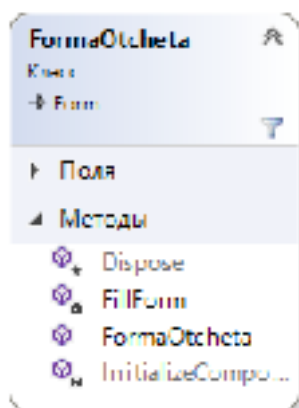 FormaOtcheta
Класс
Form
Поля
Методы
Dispose
FillForm
FormaOtcheta
InitializeCompo...